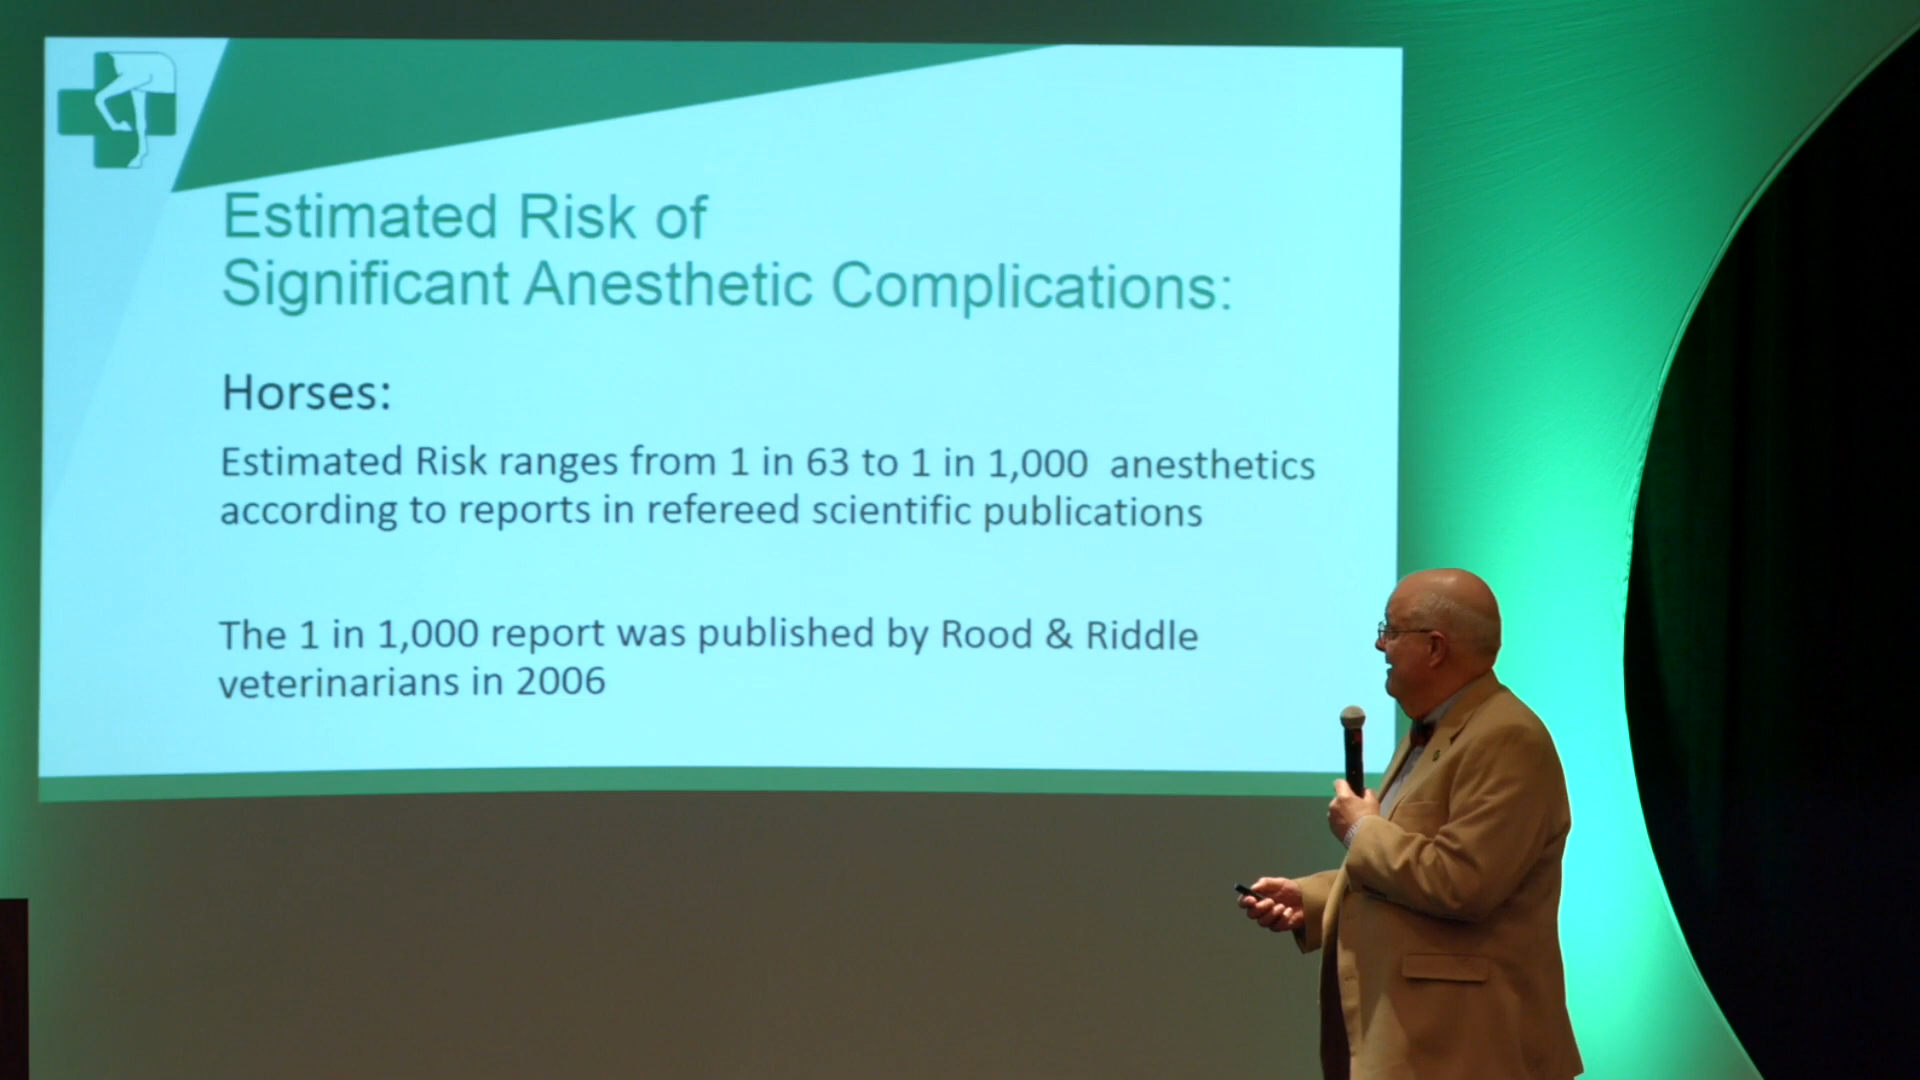 Estimated Risk of
Significant Anesthetic Complications:
Horses:
Estimated Risk ranges from 1 in 63 to 1 in 1,000 anesthetics
according to reports in refereed scientific publications
The 1 in 1,000 report was published by Rood & Riddle
veterinarians in 2006